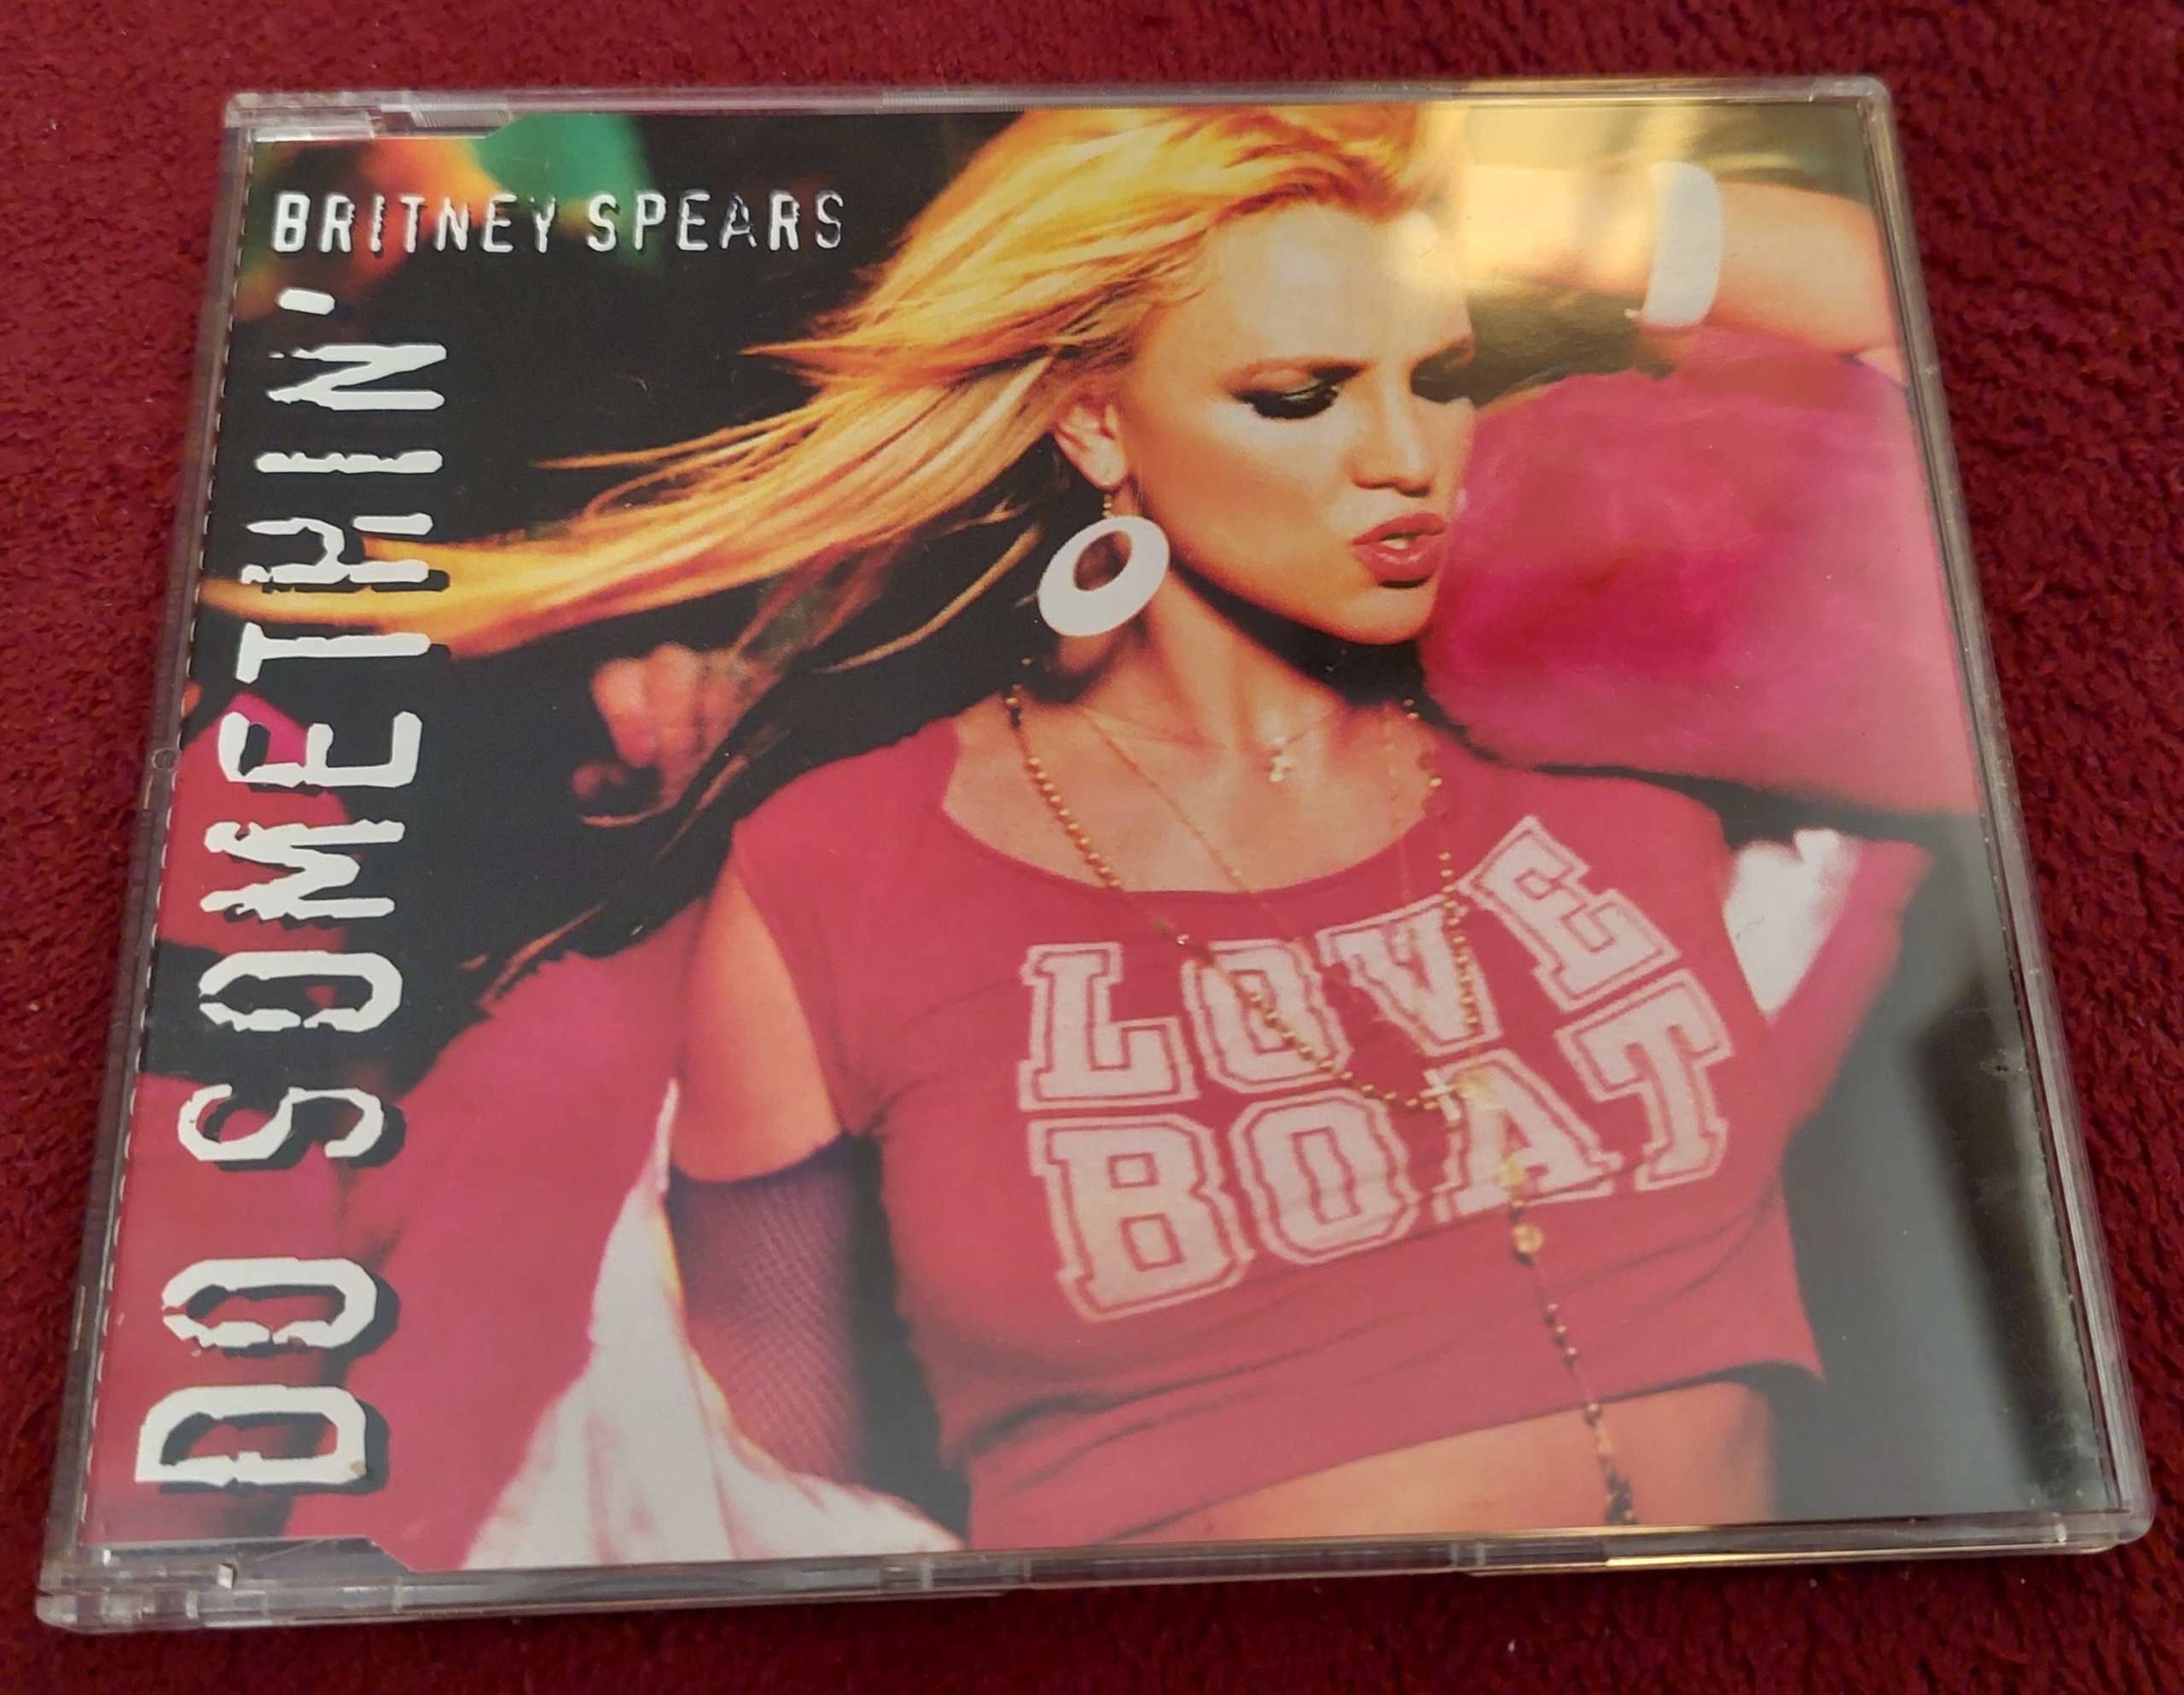 BRITNEY SPEARS
DO SOMETHIN'
LOVE
BOAT